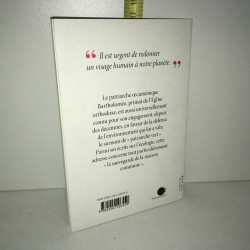 “ Il est urgent de redonner
un visage humain à notre planète. ”
Le patriarche œcuménique
Bartholomée, primat de l'Église
orthodoxe, est aussi universellement
connu pour son engagement, depuis
des décennies, en faveur de la défense
de l'environnement qui lui a valu
le surnom de « patriarche vert ».
Parmi ses écrits sur l'écologie, cette
adresse concerne tout particulièrement
« la sauvegarde de la maison
commune ».